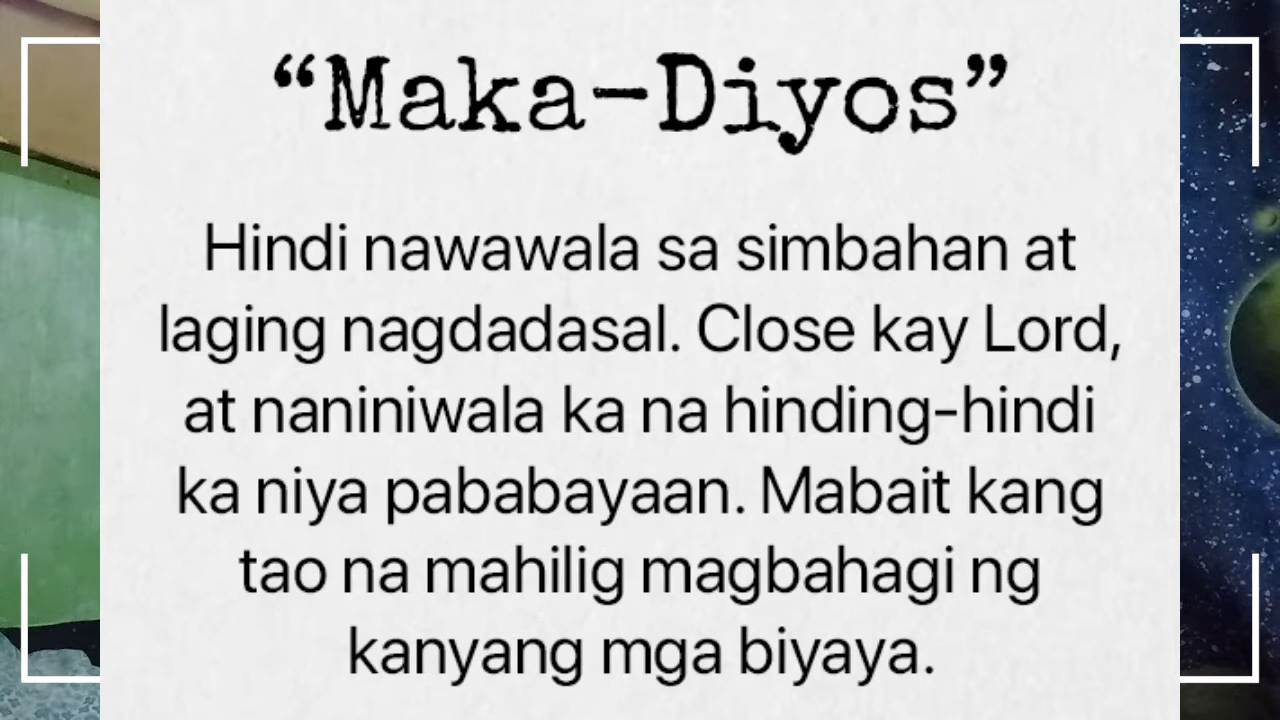 “Maka-Diyos”
Hindi nawawala sa simbahan at
laging nagdadasal. Close kay Lord,
at naniniwala ka na hinding-hindi
ka niya pababayaan. Mabait kang
tao na mahilig magbahagi ng
kanyang mga biyaya.